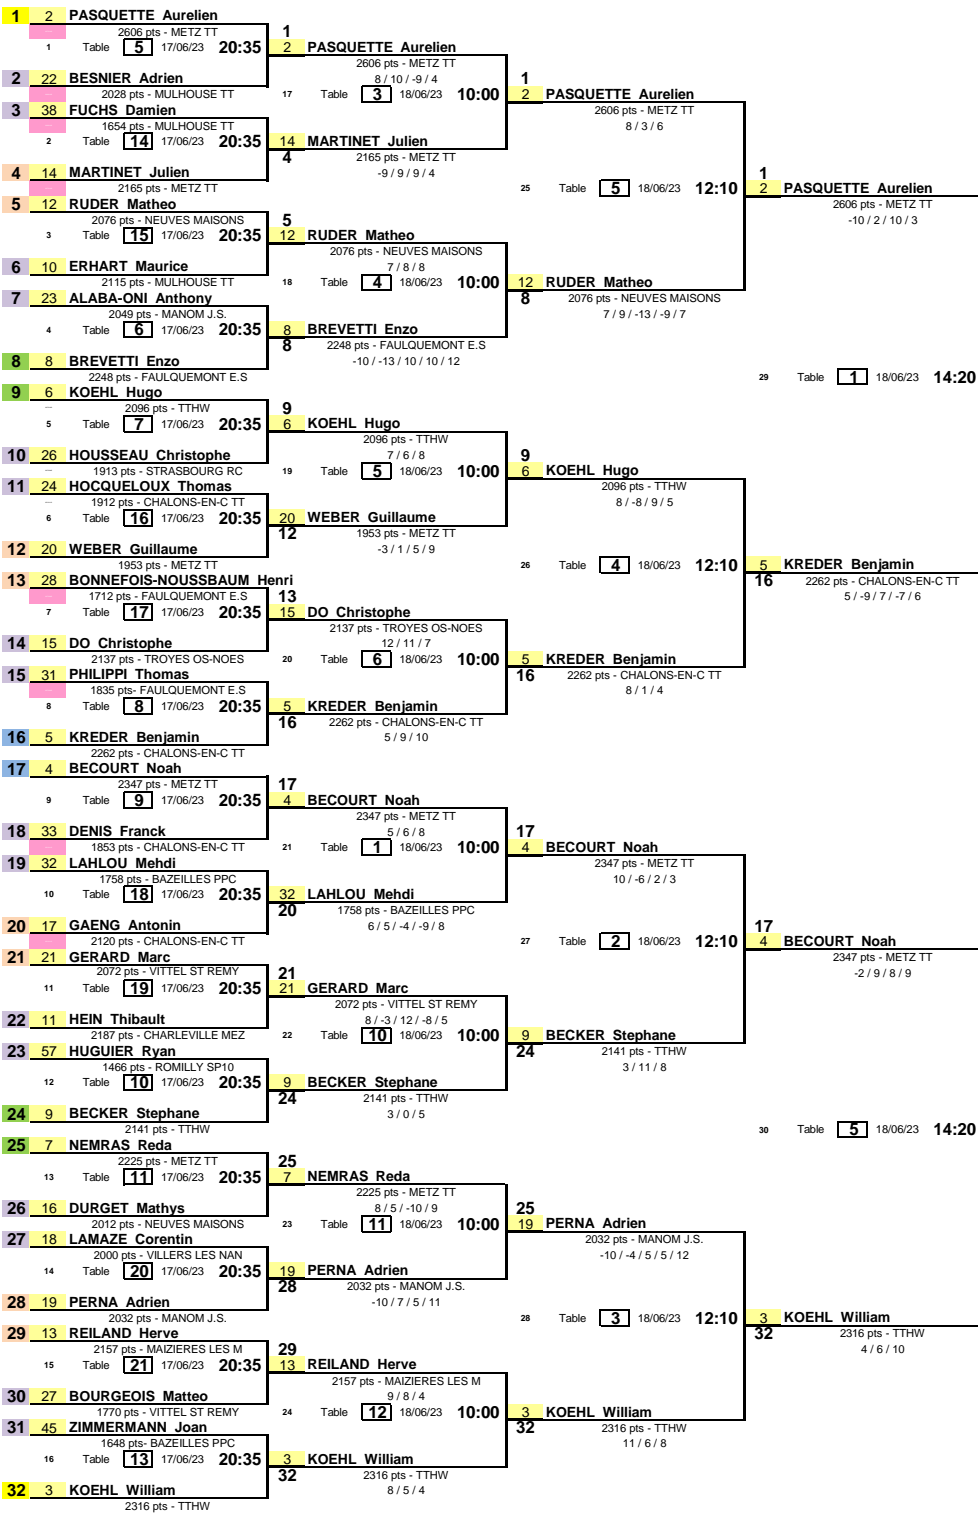 1 2 PASQUETTE Aurelien
2606 pts - METZ TT
1 Table 5 17/06/23 20:35
2 22 BESNIER Adrien
2028 pts - MULHOUSE TT
3 38 FUCHS Damien
1654 pts - MULHOUSE TT
2 Table 14 17/06/23 20:35
4 14 MARTINET Julien
2165 pts - METZ TT
5 12 RUDER Matheo
2076 pts - NEUVES MAISONS
3 Table 15 17/06/23 20:35
6 10 ERHART Maurice
2115 pts - MULHOUSE TT
7 23 ALABA-ONI Anthony
2049 pts - MANOM J.S.
4 Table 6 17/06/23 20:35
8 8 BREVETTI Enzo
2248 pts - FAULQUEMONT E.S
9 6 KOEHL Hugo
2096 pts - TTHW
5 Table 7 17/06/23 20:35
10 26 HOUSSEAU Christophe
1913 pts - STRASBOURG RC
11 24 HOCQUELOUX Thomas
1912 pts - CHALONS-EN-C TT
6 Table 16 17/06/23 20:35
12 20 WEBER Guillaume
1953 pts - METZ TT
13 28 BONNEFOIS-NOUSSBAUM Henri
1712 pts - FAULQUEMONT E.S
7 Table 17 17/06/23 20:35
14 15 DO Christophe
2137 pts - TROYES OS-NOES
15 31 PHILIPPI Thomas
1835 pts- FAULQUEMONT E.S
8 Table 8 17/06/23 20:35
16 5 KREDER Benjamin
2262 pts - CHALONS-EN-C TT
17 4 BECOURT Noah
2347 pts - METZ TT
9 Table 9 17/06/23 20:35
18 33 DENIS Franck
1853 pts - CHALONS-EN-C TT
19 32 LAHLOU Mehdi
1758 pts - BAZEILLES PPC
10 Table 18 17/06/23 20:35
20 17 GAENG Antonin
2120 pts - CHALONS-EN-C TT
21 21 GERARD Marc
2072 pts - VITTEL ST REMY
11 Table 19 17/06/23 20:35
22 11 HEIN Thibault
2187 pts - CHARLEVILLE MEZ
23 57 HUGUIER Ryan
1466 pts - ROMILLY SP10
12 Table 10 17/06/23 20:35
24 9 BECKER Stephane
2141 pts - TTHW
25 7 NEMRAS Reda
2225 pts - METZ TT
13 Table 11 17/06/23 20:35
26 16 DURGET Mathys
2012 pts - NEUVES MAISONS
27 18 LAMAZE Corentin
2000 pts - VILLERS LES NAN
14 Table 20 17/06/23 20:35
28 19 PERNA Adrien
2032 pts - MANOM J.S.
29 13 REILAND Herve
2157 pts - MAIZIERES LES M
15 Table 21 17/06/23 20:35
30 27 BOURGEOIS Matteo
1770 pts - VITTEL ST REMY
31 45 ZIMMERMANN Joan
1648 pts- BAZEILLES PPC
16 Table 13 17/06/23 20:35
32 3 KOEHL William
2316 pts - TTHW
1
2 PASQUETTE Aurelien
2606 pts - METZ TT
8 / 10 / -9 / 4
17 Table 3 18/06/23 10:00
14 MARTINET Julien
4 2165 pts - METZ TT
-9 / 9 / 9 / 4
5
12 RUDER Matheo
2076 pts - NEUVES MAISONS
7 / 8 / 8
18 Table 4 18/06/23 10:00
8 BREVETTI Enzo
8 2248 pts - FAULQUEMONT E.S
-10 / -13 / 10 / 10 / 12
9
6 KOEHL Hugo
2096 pts - TTHW
7 / 6 / 8
19 Table 5 18/06/23 10:00
20 WEBER Guillaume
12 1953 pts - METZ TT
-3 / 1 / 5 / 9
13
15 DO Christophe
2137 pts - TROYES OS-NOES
12 / 11 / 7
20 Table 6 18/06/23 10:00
5 KREDER Benjamin
16 2262 pts - CHALONS-EN-C TT
5 / 9 / 10
17
4 BECOURT Noah
2347 pts - METZ TT
5 / 6 / 8
21 Table 1 18/06/23 10:00
32 LAHLOU Mehdi
20 1758 pts - BAZEILLES PPC
6 / 5 / -4 / -9 / 8
21
21 GERARD Marc
2072 pts - VITTEL ST REMY
8 / -3 / 12 / -8 / 5
22 Table 10 18/06/23 10:00
9 BECKER Stephane
24 2141 pts - TTHW
3 / 0 / 5
25
7 NEMRAS Reda
2225 pts - METZ TT
8 / 5 / -10 / 9
23 Table 11 18/06/23 10:00
19 PERNA Adrien
28 2032 pts - MANOM J.S.
-10 / 7 / 5 / 11
29
13 REILAND Herve
2157 pts - MAIZIERES LES M
9 / 8 / 4
24 Table 12 18/06/23 10:00
3 KOEHL William
32 2316 pts - TTHW
8 / 5 / 4
1
2 PASQUETTE Aurelien
2606 pts - METZ TT
8 / 3 / 6
25 Table 5 18/06/23 12:10
12 RUDER Matheo
8 2076 pts - NEUVES MAISONS
7 / 9 / -13 / -9 / 7
9
6 KOEHL Hugo
2096 pts - TTHW
8 / -8 / 9 / 5
26 Table 4 18/06/23 12:10
5 KREDER Benjamin
16 2262 pts - CHALONS-EN-C TT
8 / 1 / 4
17
4 BECOURT Noah
2347 pts - METZ TT
10 / -6 / 2 / 3
27 Table 2 18/06/23 12:10
9 BECKER Stephane
24 2141 pts - TTHW
3 / 11 / 8
25
19 PERNA Adrien
2032 pts - MANOM J.S.
-10 / -4 / 5 / 5 / 12
28 Table 3 18/06/23 12:10
3 KOEHL William
32 2316 pts - TTHW
11 / 6 / 8
1
2 PASQUETTE Aurelien
2606 pts - METZ TT
-10 / 2 / 10 / 3
29 Table 1 18/06/23 14:20
5 KREDER Benjamin
16 2262 pts - CHALONS-EN-C TT
5 / -9 / 7 / -7 / 6
17
4 BECOURT Noah
2347 pts - METZ TT
-2 / 9 / 8 / 9
30 Table 5 18/06/23 14:20
3 KOEHL William
32 2316 pts - TTHW
4 / 6 / 10